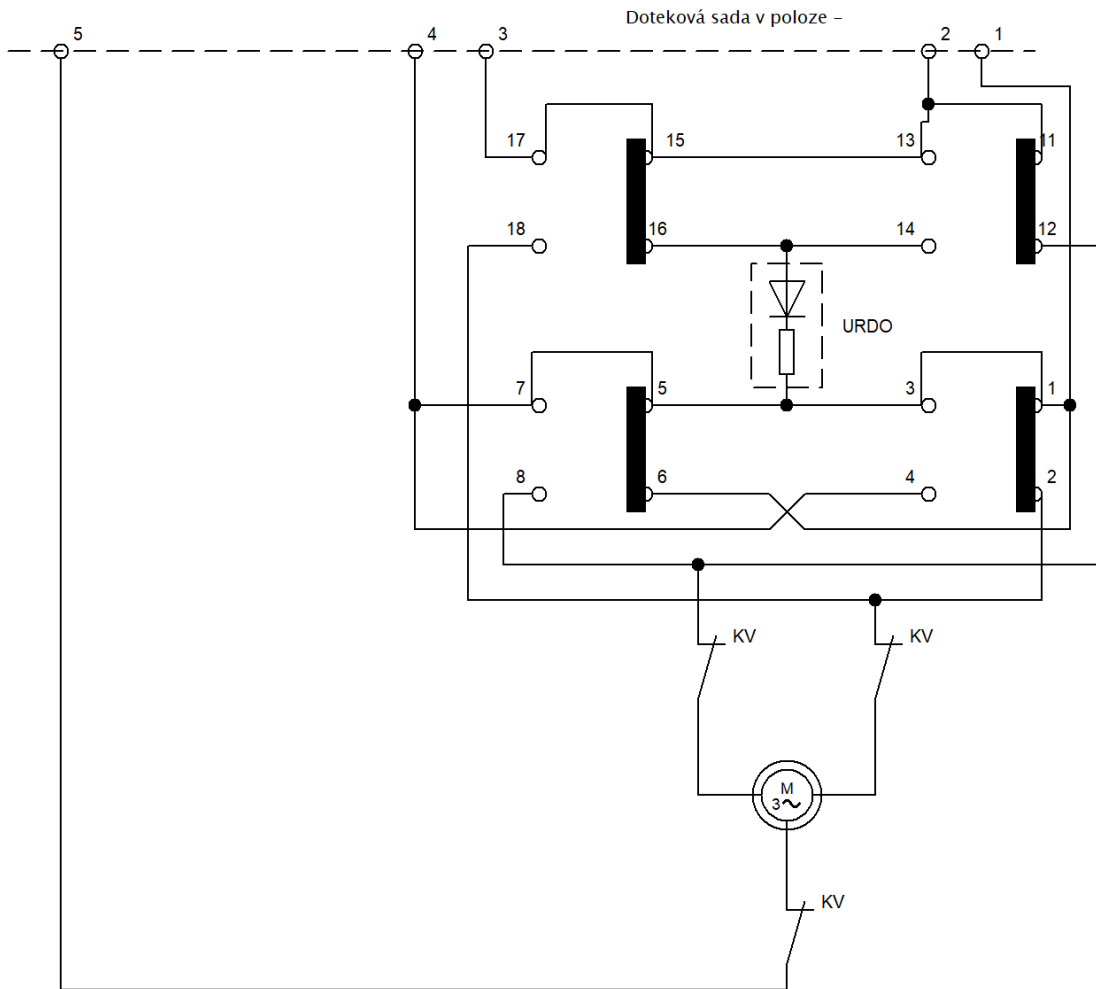 Doteková sada v poloze –
5 4 3 2 1
17 15 13 11
18 16 14 12
URDO
7 5 3 1
8 6 4 2
KV KV
M
3
KV